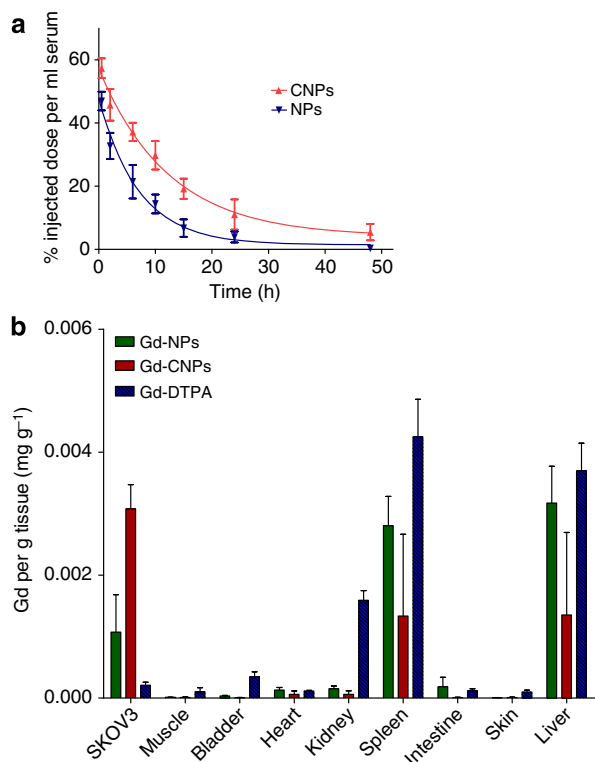 a
% injected dose per ml serum
60
40
20
0
CNPs
NPs
0 10 20 30 40 50
Time (h)
b
Gd per g tissue (mg g⁻¹)
0.006
0.004
0.002
0.000
Gd-NPs
Gd-CNPs
Gd-DTPA
SKOV3 Muscle Bladder Heart Kidney Spleen Intestine Skin Liver